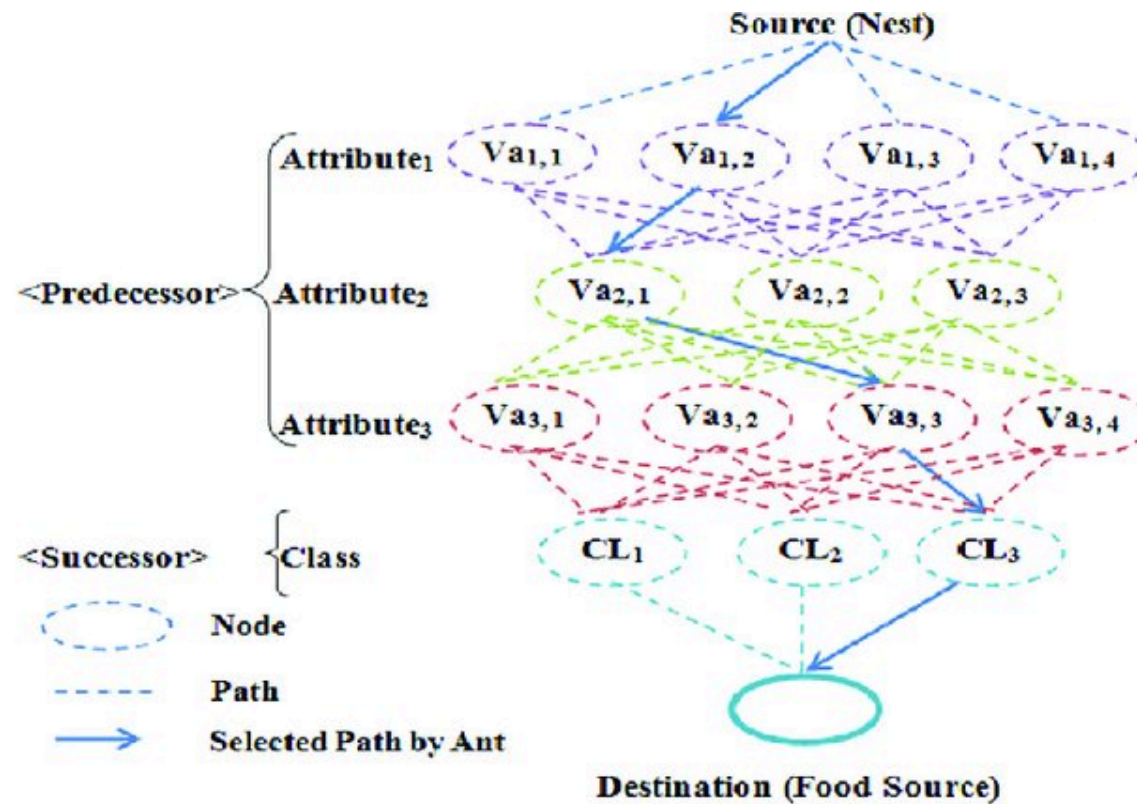 Source (Nest)
Attribute₁ Va₁,₁ Va₁,₂ Va₁,₃ Va₁,₄
<Predecessor> Attribute₂ Va₂,₁ Va₂,₂ Va₂,₃
Attribute₃ Va₃,₁ Va₃,₂ Va₃,₃ Va₃,₄
<Successor> Class CL₁ CL₂ CL₃
Node
Path
Selected Path by Ant
Destination (Food Source)